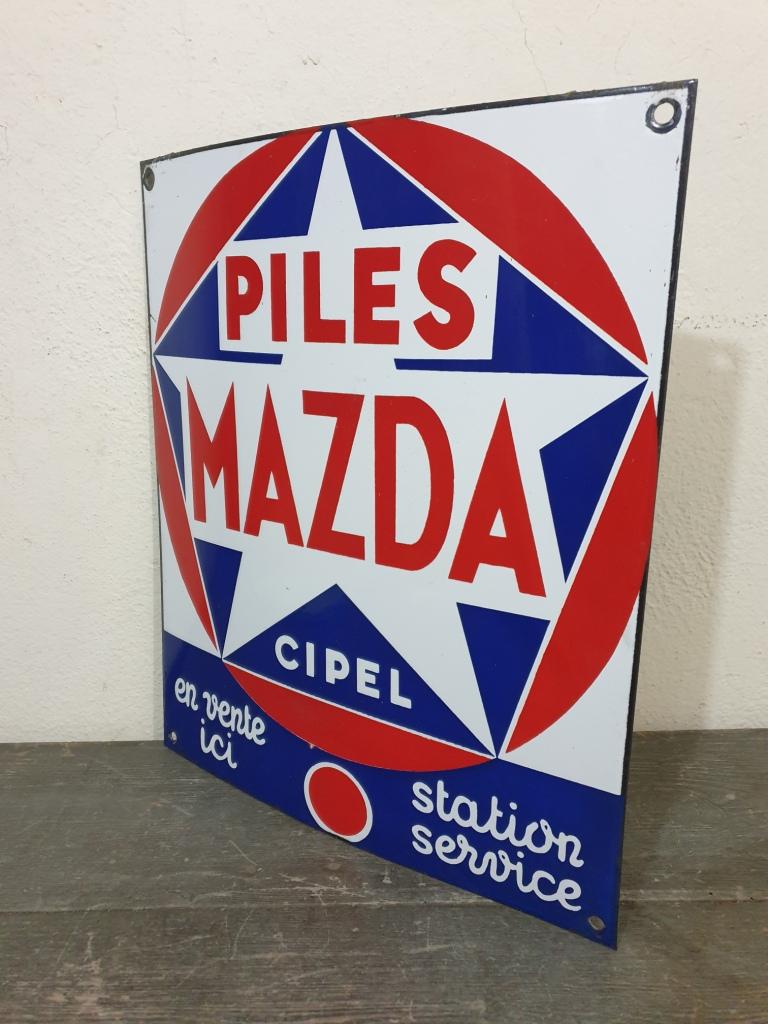 PILES
MAZDA
CIPEL
en vente
ici
station
service